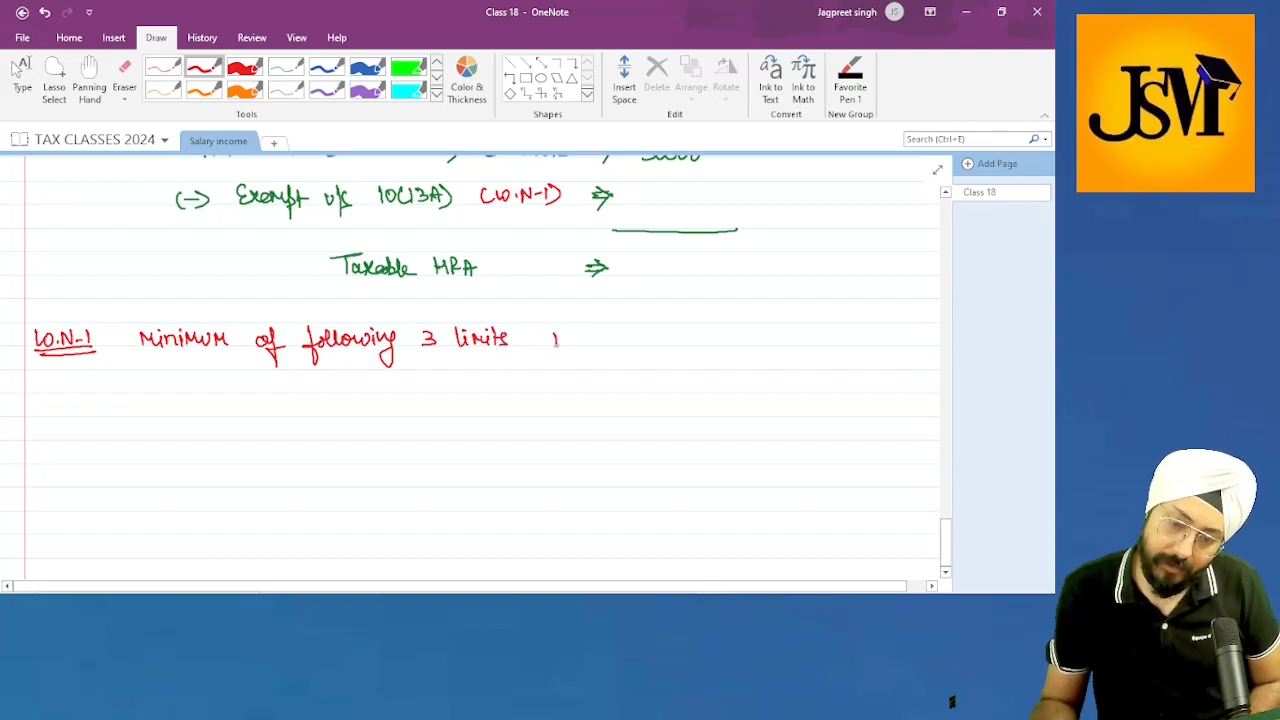 Class 18 - OneNote
Jagpreet singh JS
File Home Insert Draw History Review View Help
Type Lasso Select Panning Hand Eraser Color & Thickness Insert Space Delete Arrange Rotate Ink to Text Ink to Math Favorite Pen 1
Tools Shapes Edit Convert New Group
TAX CLASSES 2024 Salary income Search (Ctrl+E)
JSM
Add Page
Class 18
(-) Exempt u/s 10(13A) (W.N-1) ⇒
Taxable HRA ⇒
W.N-1 Minimum of following 3 limits